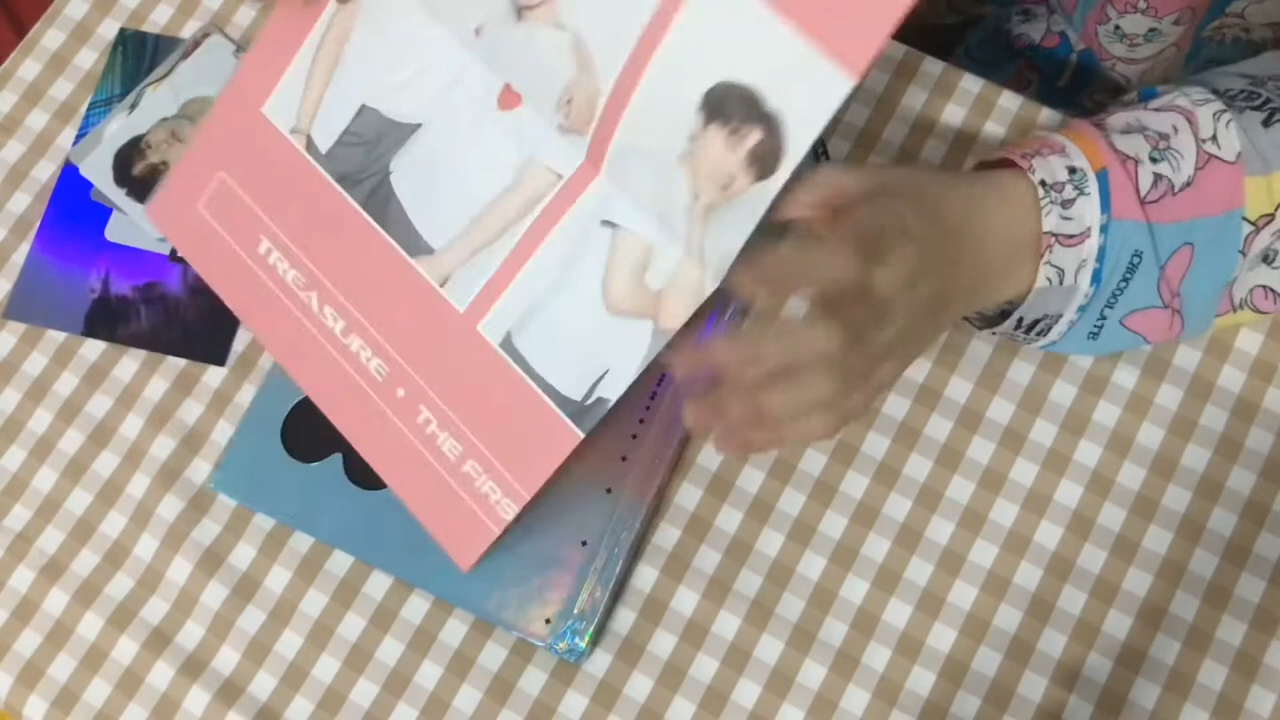 TREASURE • THE FIRS
:CHOCOOLATE